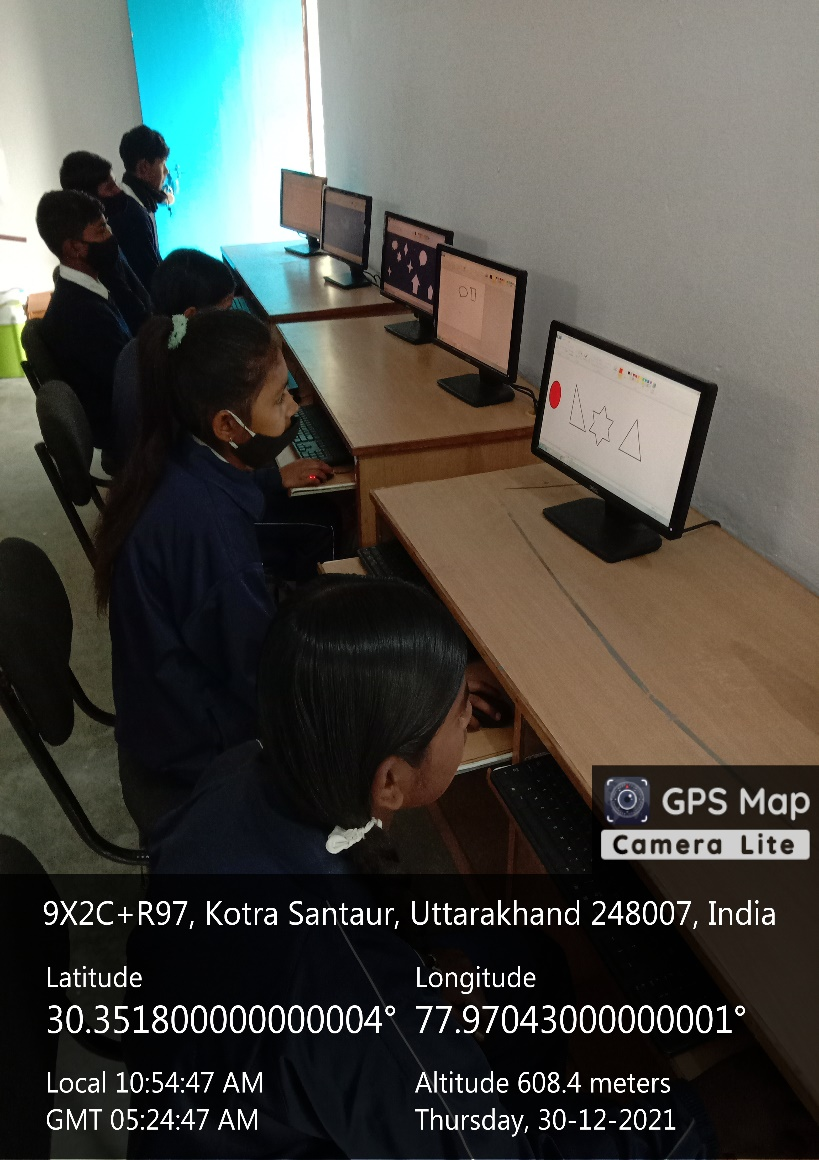 GPS Map
Camera Lite
9X2C+R97, Kotra Santaur, Uttarakhand 248007, India
Latitude
30.351800000000004°
Longitude
77.97043000000001°
Local 10:54:47 AM
GMT 05:24:47 AM
Altitude 608.4 meters
Thursday, 30-12-2021